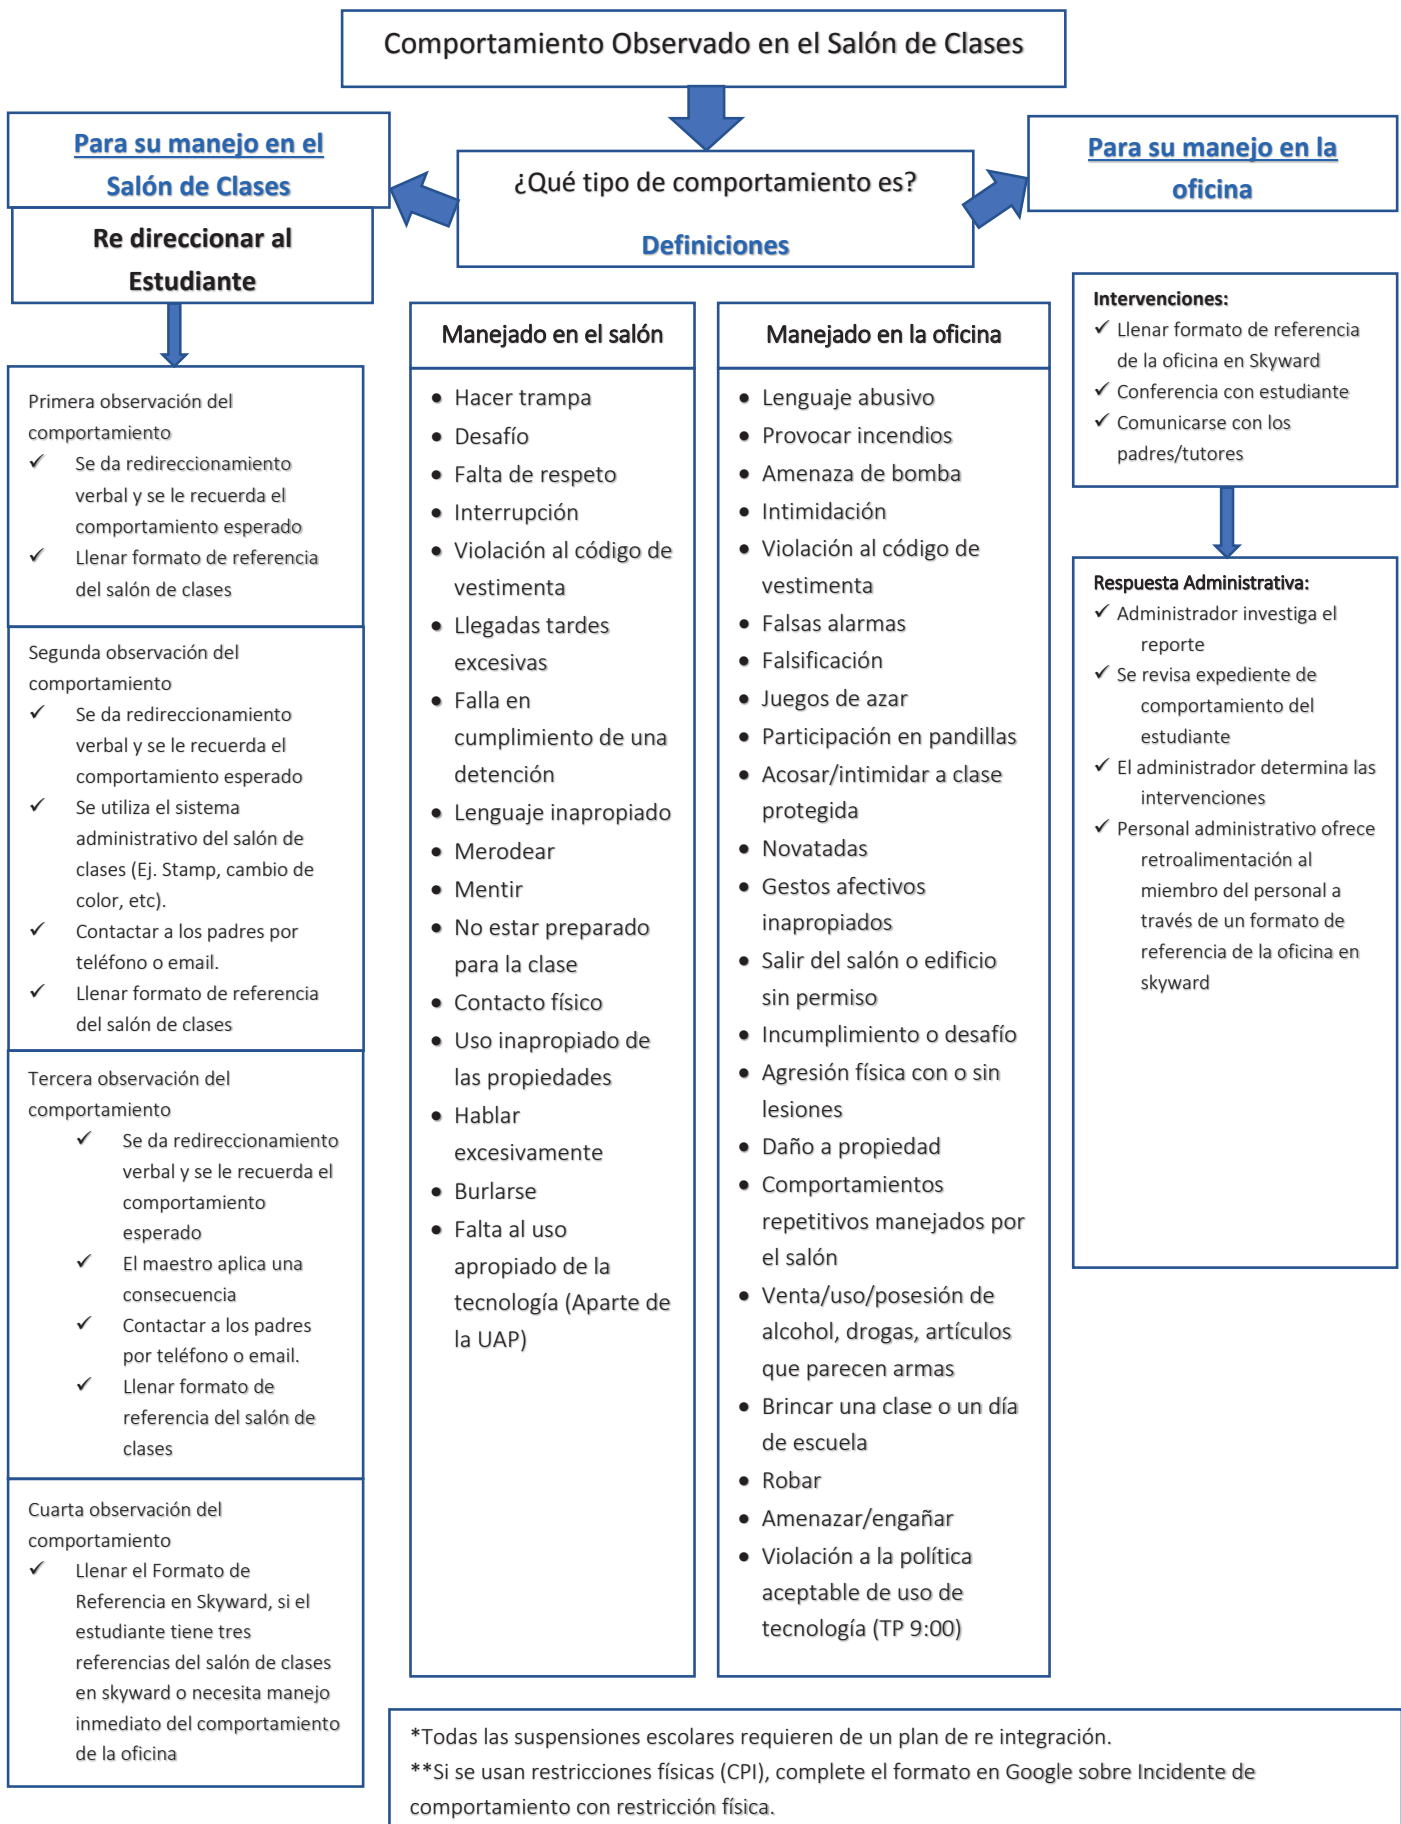 Comportamiento Observado en el Salón de Clases
Para su manejo en el
Salón de Clases
¿Qué tipo de comportamiento es?
Definiciones
Para su manejo en la
oficina
Re direccionar al
Estudiante
Primera observación del
comportamiento
✓ Se da redireccionamiento
verbal y se le recuerda el
comportamiento esperado
✓ Llenar formato de referencia
del salón de clases
Segunda observación del
comportamiento
✓ Se da redireccionamiento
verbal y se le recuerda el
comportamiento esperado
✓ Se utiliza el sistema
administrativo del salón de
clases (Ej. Stamp, cambio de
color, etc).
✓ Contactar a los padres por
teléfono o email.
✓ Llenar formato de referencia
del salón de clases
Tercera observación del
comportamiento
✓ Se da redireccionamiento
verbal y se le recuerda el
comportamiento
esperado
✓ El maestro aplica una
consecuencia
✓ Contactar a los padres
por teléfono o email.
✓ Llenar formato de
referencia del salón de
clases
Cuarta observación del
comportamiento
✓ Llenar el Formato de
Referencia en Skyward, si el
estudiante tiene tres
referencias del salón de clases
en skyward o necesita manejo
inmediato del comportamiento
de la oficina
Manejado en el salón
• Hacer trampa
• Desafío
• Falta de respeto
• Interrupción
• Violación al código de
vestimenta
• Llegadas tardes
excesivas
• Falla en
cumplimiento de una
detención
• Lenguaje inapropiado
• Merodear
• Mentir
• No estar preparado
para la clase
• Contacto físico
• Uso inapropiado de
las propiedades
• Hablar
excesivamente
• Burlarse
• Falta al uso
apropiado de la
tecnología (Aparte de
la UAP)
Manejado en la oficina
• Lenguaje abusivo
• Provocar incendios
• Amenaza de bomba
• Intimidación
• Violación al código de
vestimenta
• Falsas alarmas
• Falsificación
• Juegos de azar
• Participación en pandillas
• Acosar/intimidar a clase
protegida
• Novatadas
• Gestos afectivos
inapropiados
• Salir del salón o edificio
sin permiso
• Incumplimiento o desafío
• Agresión física con o sin
lesiones
• Daño a propiedad
• Comportamientos
repetitivos manejados por
el salón
• Venta/uso/posesión de
alcohol, drogas, artículos
que parecen armas
• Brincar una clase o un día
de escuela
• Robar
• Amenazar/engañar
• Violación a la política
aceptable de uso de
tecnología (TP 9:00)
Intervenciones:
✓ Llenar formato de referencia
de la oficina en Skyward
✓ Conferencia con estudiante
✓ Comunicarse con los
padres/tutores
Respuesta Administrativa:
✓ Administrador investiga el
reporte
✓ Se revisa expediente de
comportamiento del
estudiante
✓ El administrador determina las
intervenciones
✓ Personal administrativo ofrece
retroalimentación al
miembro del personal a
través de un formato de
referencia de la oficina en
skyward
*Todas las suspensiones escolares requieren de un plan de re integración.
**Si se usan restricciones físicas (CPI), complete el formato en Google sobre Incidente de
comportamiento con restricción física.